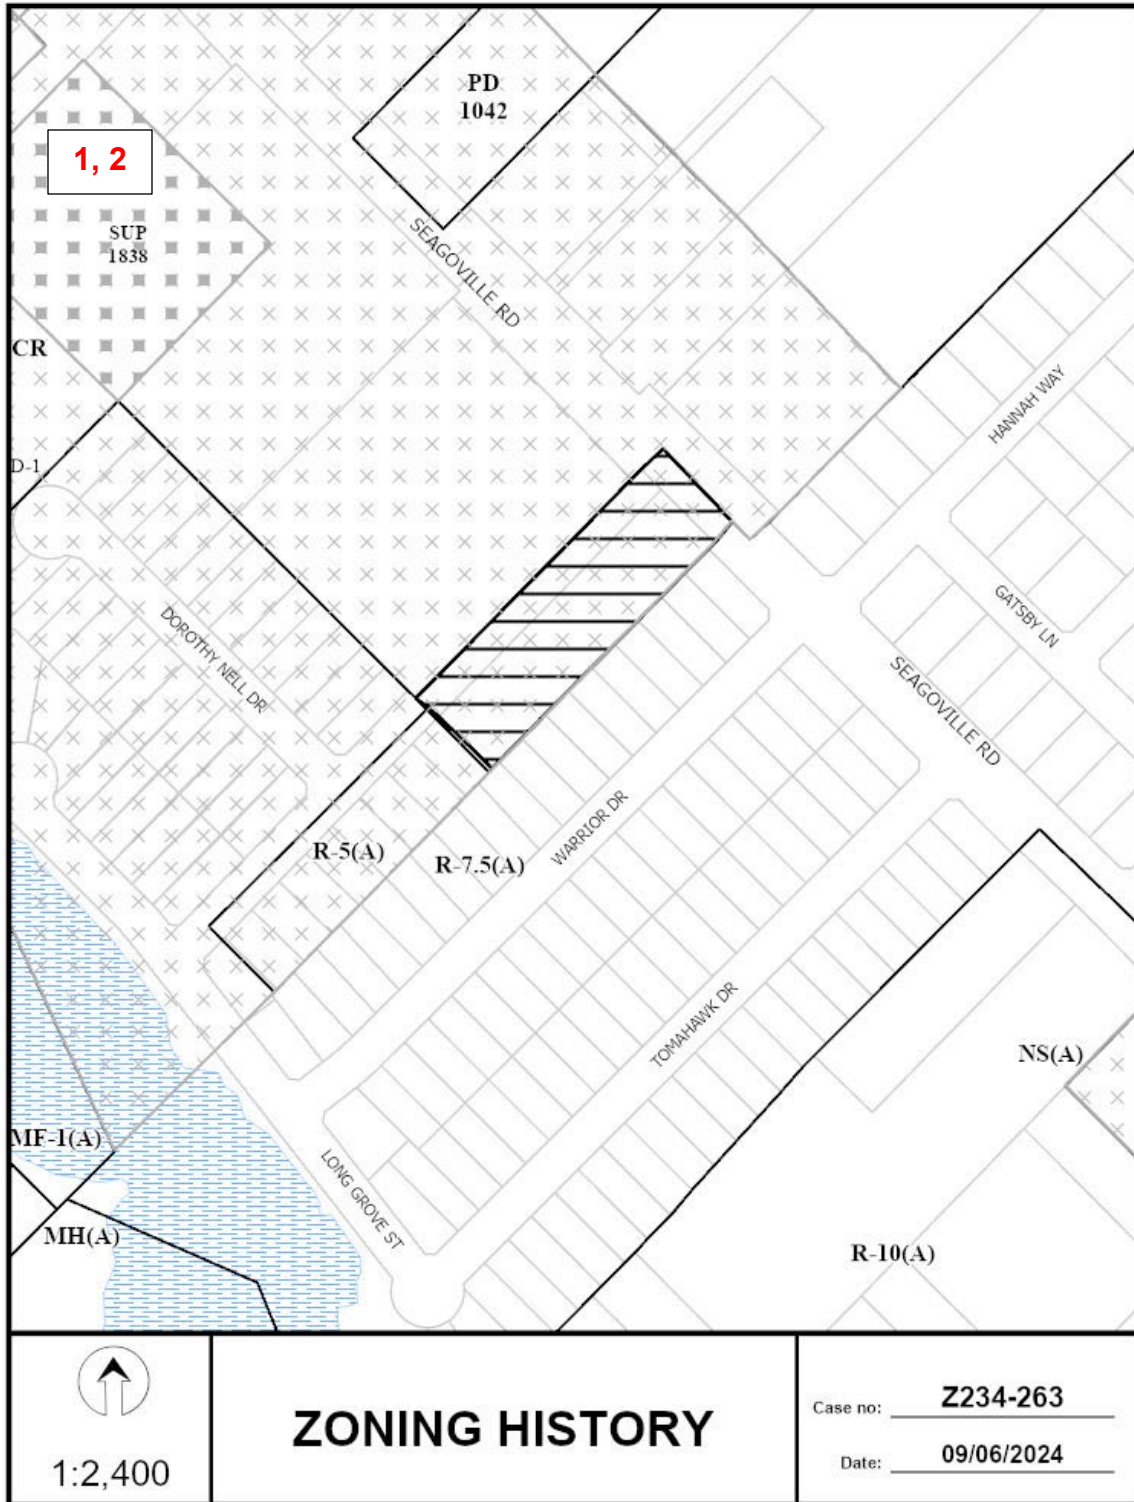 PD
1042
1, 2
SUP
1838
SEAGOVILLE RD
CR
D-1
HANNAH WAY
GATSBY LN
DOROTHY NELL DR
SEAGOVILLE RD
WARRIOR DR
R-5(A)
R-7.5(A)
TOMAHAWK DR
NS(A)
MF-1(A)
LONG GROVE ST
MH(A)
R-10(A)
1:2,400
ZONING HISTORY
Case no: Z234-263
Date: 09/06/2024